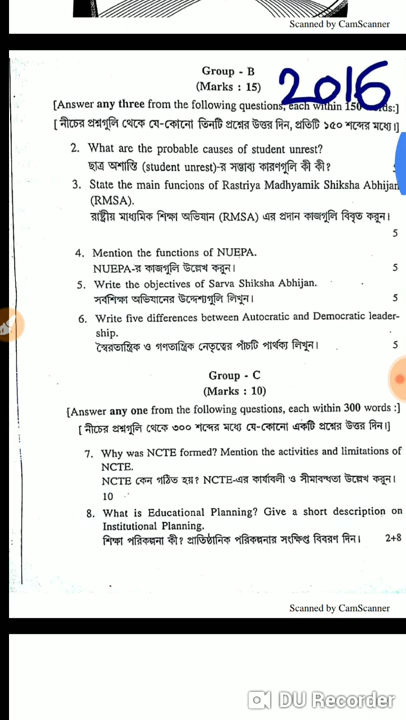 Scanned by CamScanner
Group - B
(Marks : 15)
2016
[Answer any three from the following questions, each within 150
[ নীচের প্রশ্নগুলি থেকে যে-কোনো তিনটি প্রশ্নের উত্তর দিন, প্রতিটি ১৫০ শব্দের মধ্যে।]
2. What are the probable causes of student unrest?
ছাত্র অশান্তি (student unrest)-র সম্ভাব্য কারণগুলি কী কী?
3. State the main funcions of Rastriya Madhyamik Shiksha Abhijan
(RMSA).
রাষ্ট্রীয় মাধ্যমিক শিক্ষা অভিযান (RMSA) এর প্রদান কাজগুলি বিবৃত করুন।
5
4. Mention the functions of NUEPA. 5
NUEPA-র কাজগুলি উল্লেখ করুন।
5. Write the objectives of Sarva Shiksha Abhijan.
সর্বশিক্ষা অভিযানের উদ্দেশ্যগুলি লিখুন। 5
6. Write five differences between Autocratic and Democratic leader-
ship.
স্বৈরতান্ত্রিক ও গণতান্ত্রিক নেতৃত্বের পাঁচটি পার্থক্য লিখুন। 5
Group - C
(Marks : 10)
[Answer any one from the following questions, each within 300 words :]
[ নীচের প্রশ্নগুলি থেকে ৩০০ শব্দের মধ্যে যে-কোনো একটি প্রশ্নের উত্তর দিন।]
7. Why was NCTE formed? Mention the activities and limitations of
NCTE.
NCTE কেন গঠিত হয়? NCTE-এর কার্যাবলী ও সীমাবদ্ধতা উল্লেখ করুন।
10
8. What is Educational Planning? Give a short description on
Institutional Planning.
শিক্ষা পরিকল্পনা কী? প্রাতিষ্ঠানিক পরিকল্পনার সংক্ষিপ্ত বিবরণ দিন। 2+8
Scanned by CamScanner
DU Recorder